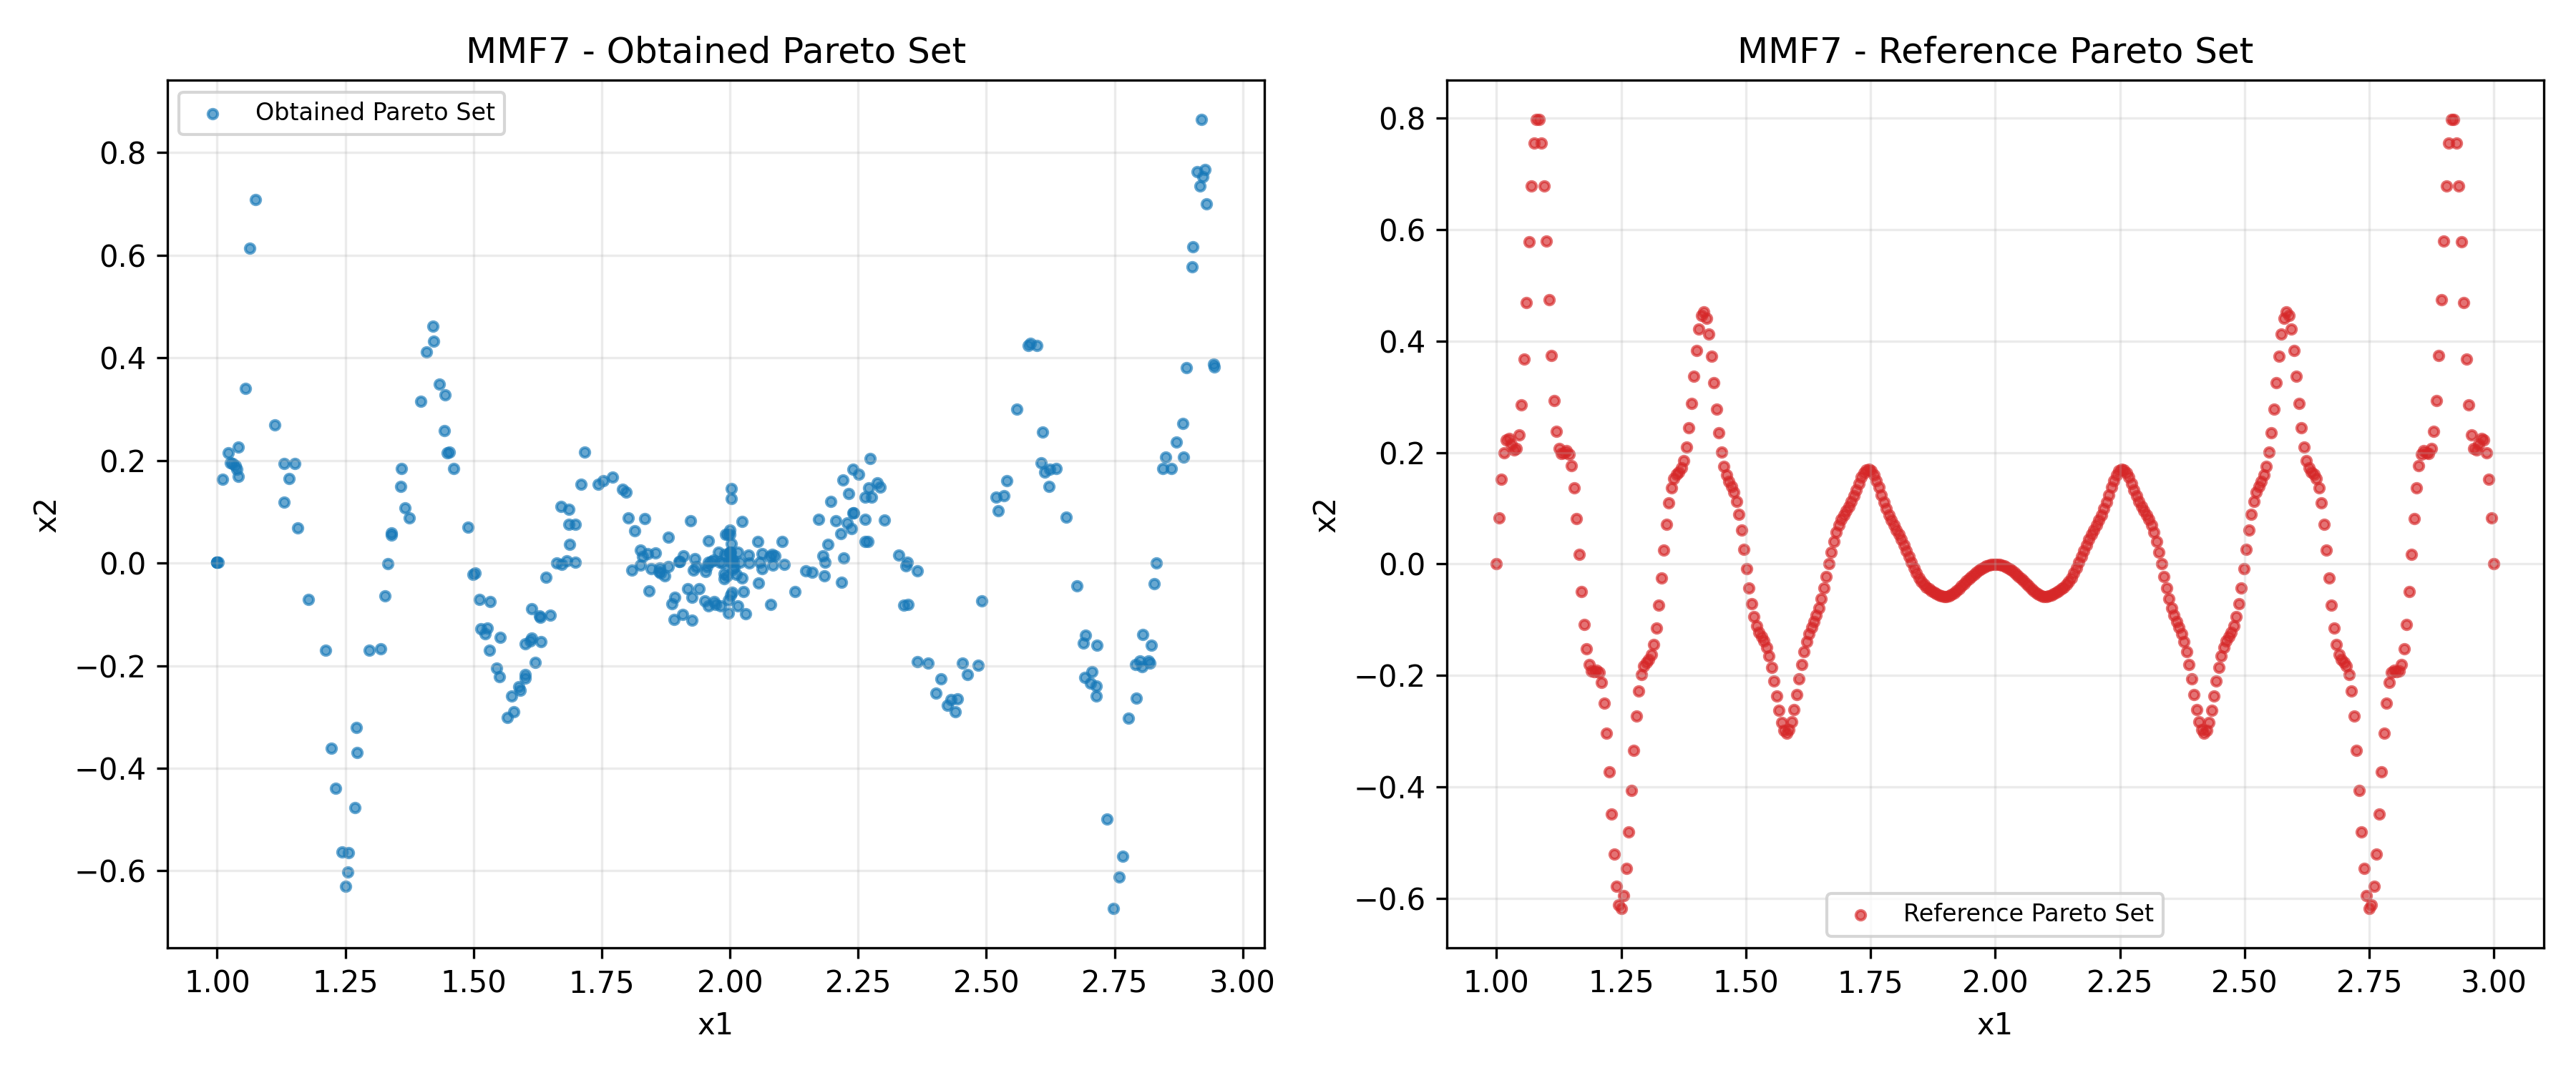 MMF7 - Obtained Pareto Set
Obtained Pareto Set
0.8
0.6
0.4
0.2
0.0
−0.2
−0.4
−0.6
x2
1.00 1.25 1.50 1.75 2.00 2.25 2.50 2.75 3.00
x1
MMF7 - Reference Pareto Set
0.8
0.6
0.4
0.2
0.0
−0.2
−0.4
−0.6
x2
Reference Pareto Set
1.00 1.25 1.50 1.75 2.00 2.25 2.50 2.75 3.00
x1